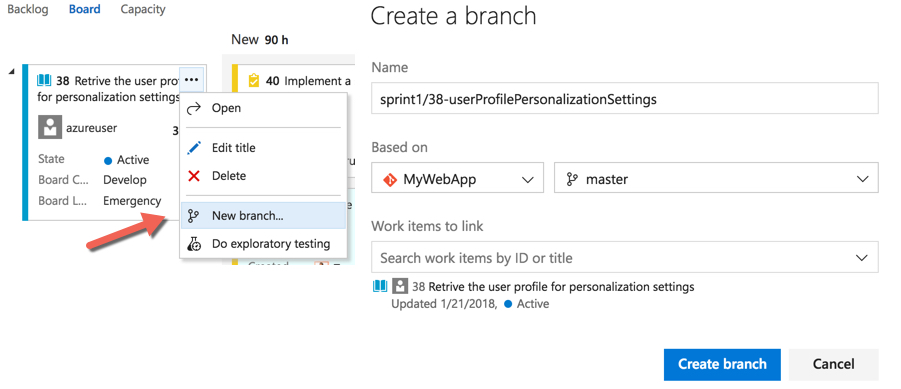 Backlog Board Capacity
New 90 h
38 Retrive the user
for personalization settings
azureuser
3
State Active
Board C... Develop
Board L... Emergency
40 Implement a
...
Open
Edit title
Delete
New branch...
Do exploratory testing
Create a branch
Name
sprint1/38-userProfilePersonalizationSettings
Based on
MyWebApp master
Work items to link
Search work items by ID or title
38 Retrive the user profile for personalization settings
Updated 1/21/2018, Active
Create branch Cancel